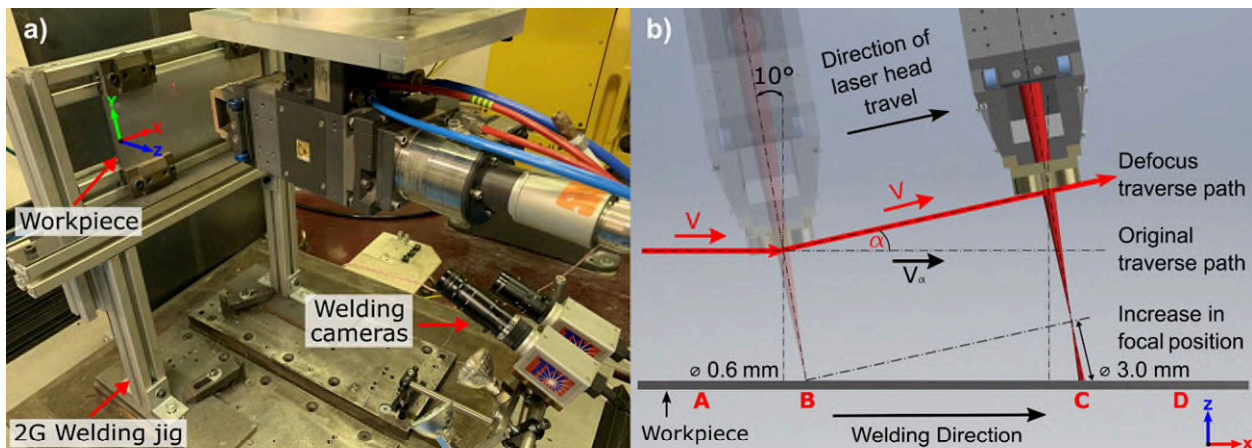 a)
Y
X
Z
Workpiece
Welding
cameras
2G Welding jig
b)
10°
Direction of
laser head
travel
V
V
α
Vα
Defocus
traverse path
Original
traverse path
Increase in
focal position
⌀ 0.6 mm
⌀ 3.0 mm
A
B
C
D
Workpiece
Welding Direction
z
x